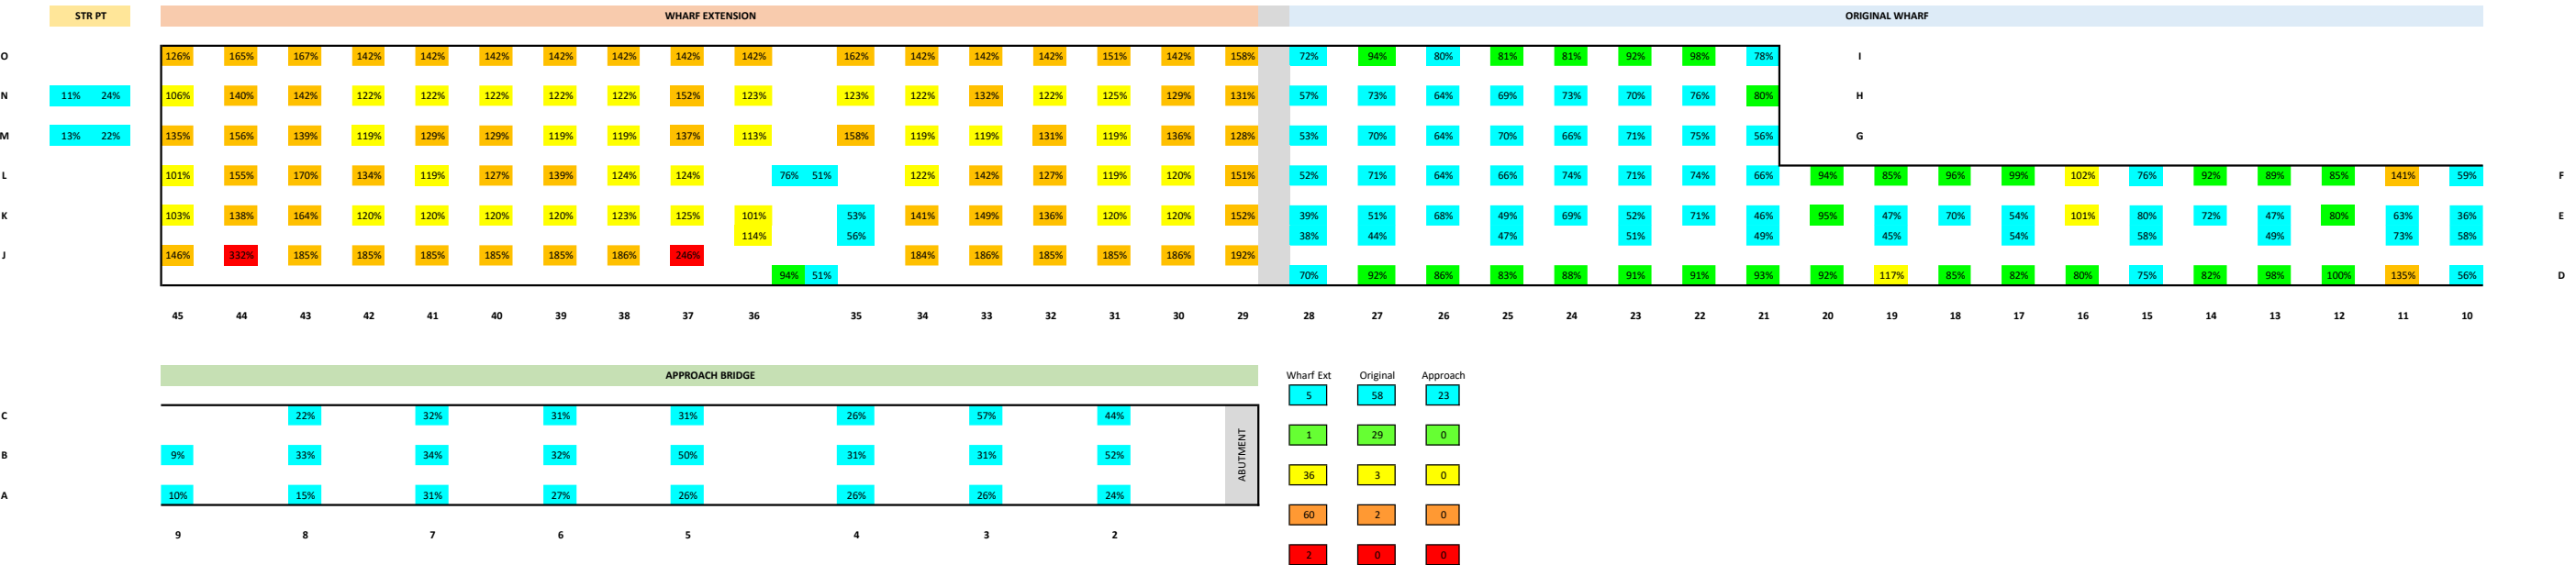 STR PT WHARF EXTENSION ORIGINAL WHARF
O 126% 165% 167% 142% 142% 142% 142% 142% 142% 142% 162% 142% 142% 142% 151% 142% 158% 72% 94% 80% 81% 81% 92% 98% 78% I
N 11% 24% 106% 140% 142% 122% 122% 122% 122% 122% 152% 123% 123% 122% 132% 122% 125% 129% 131% 57% 73% 64% 69% 73% 70% 76% 80% H
M 13% 22% 135% 156% 139% 119% 129% 129% 119% 119% 137% 113% 158% 119% 119% 131% 119% 136% 128% 53% 70% 64% 70% 66% 71% 75% 56% G
L 101% 155% 170% 134% 119% 127% 139% 124% 124% 76% 51% 122% 142% 127% 119% 120% 151% 52% 71% 64% 66% 74% 71% 74% 66% 94% 85% 96% 99% 102% 76% 92% 89% 85% 141% 59% F
K 103% 138% 164% 120% 120% 120% 120% 123% 125% 101% 53% 141% 149% 136% 120% 120% 152% 39% 51% 68% 49% 69% 52% 71% 46% 95% 47% 70% 54% 101% 80% 72% 47% 80% 63% 36% E
114% 56% 38% 44% 47% 51% 49% 45% 54% 58% 49% 73% 58%
J 146% 332% 185% 185% 185% 185% 185% 186% 246% 184% 186% 185% 185% 186% 192%
94% 51% 70% 92% 86% 83% 88% 91% 91% 93% 92% 117% 85% 82% 80% 75% 82% 98% 100% 135% 56% D
45 44 43 42 41 40 39 38 37 36 35 34 33 32 31 30 29 28 27 26 25 24 23 22 21 20 19 18 17 16 15 14 13 12 11 10
APPROACH BRIDGE Wharf Ext Original Approach
5 58 23
C 22% 32% 31% 31% 26% 57% 44%
1 29 0
B 9% 33% 34% 32% 50% 31% 31% 52% ABUTMENT
36 3 0
A 10% 15% 31% 27% 26% 26% 26% 24%
60 2 0
9 8 7 6 5 4 3 2
2 0 0